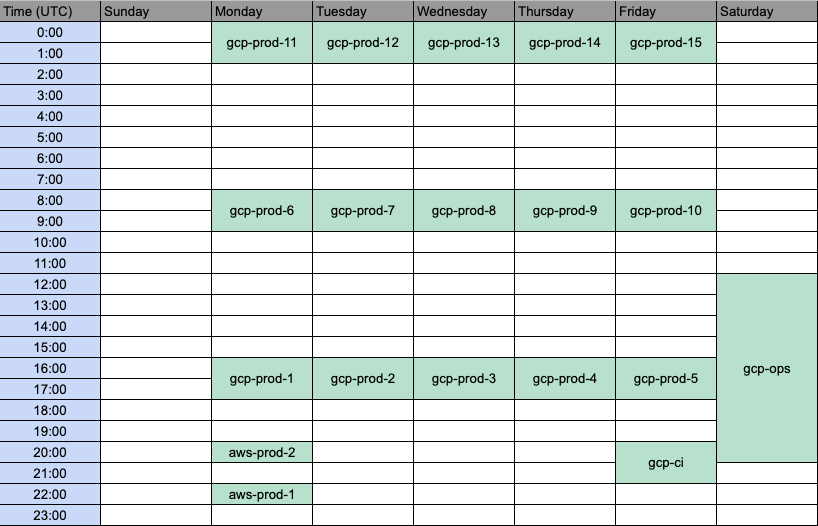 Time (UTC) Sunday Monday Tuesday Wednesday Thursday Friday Saturday
0:00
gcp-prod-11 gcp-prod-12 gcp-prod-13 gcp-prod-14 gcp-prod-15
1:00
2:00
3:00
4:00
5:00
6:00
7:00
8:00
gcp-prod-6 gcp-prod-7 gcp-prod-8 gcp-prod-9 gcp-prod-10
9:00
10:00
11:00
12:00
13:00
14:00
15:00
16:00
gcp-ops
gcp-prod-1 gcp-prod-2 gcp-prod-3 gcp-prod-4 gcp-prod-5
17:00
18:00
19:00
20:00 aws-prod-2
gcp-ci
21:00
22:00 aws-prod-1
23:00